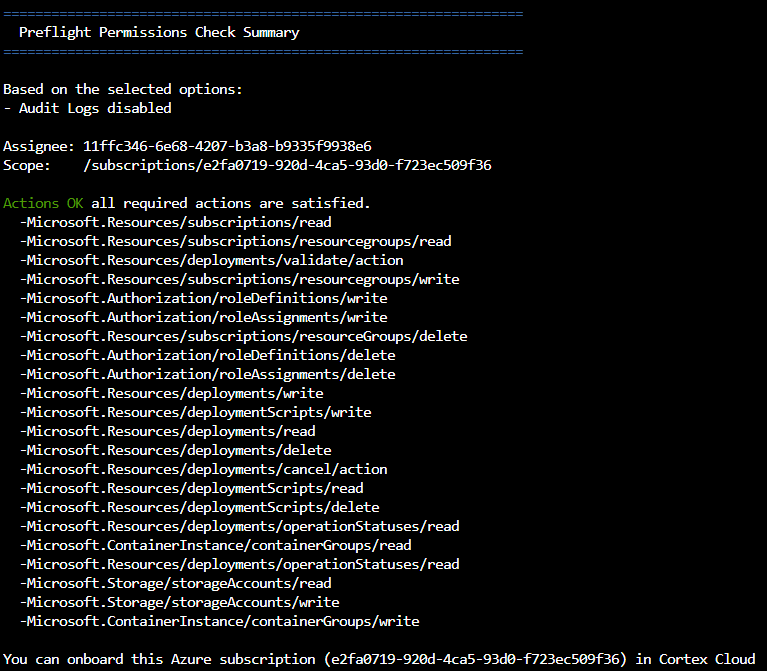 =================================================================
Preflight Permissions Check Summary
=================================================================
Based on the selected options:
- Audit Logs disabled
Assignee: 11ffc346-6e68-4207-b3a8-b9335f9938e6
Scope: /subscriptions/e2fa0719-920d-4ca5-93d0-f723ec509f36
Actions OK all required actions are satisfied.
-Microsoft.Resources/subscriptions/read
-Microsoft.Resources/subscriptions/resourcegroups/read
-Microsoft.Resources/deployments/validate/action
-Microsoft.Resources/subscriptions/resourcegroups/write
-Microsoft.Authorization/roleDefinitions/write
-Microsoft.Authorization/roleAssignments/write
-Microsoft.Resources/subscriptions/resourceGroups/delete
-Microsoft.Authorization/roleDefinitions/delete
-Microsoft.Authorization/roleAssignments/delete
-Microsoft.Resources/deployments/write
-Microsoft.Resources/deploymentScripts/write
-Microsoft.Resources/deployments/read
-Microsoft.Resources/deployments/delete
-Microsoft.Resources/deployments/cancel/action
-Microsoft.Resources/deploymentScripts/read
-Microsoft.Resources/deploymentScripts/delete
-Microsoft.Resources/deployments/operationStatuses/read
-Microsoft.ContainerInstance/containerGroups/read
-Microsoft.Resources/deployments/operationStatuses/read
-Microsoft.Storage/storageAccounts/read
-Microsoft.Storage/storageAccounts/write
-Microsoft.ContainerInstance/containerGroups/write
You can onboard this Azure subscription (e2fa0719-920d-4ca5-93d0-f723ec509f36) in Cortex Cloud